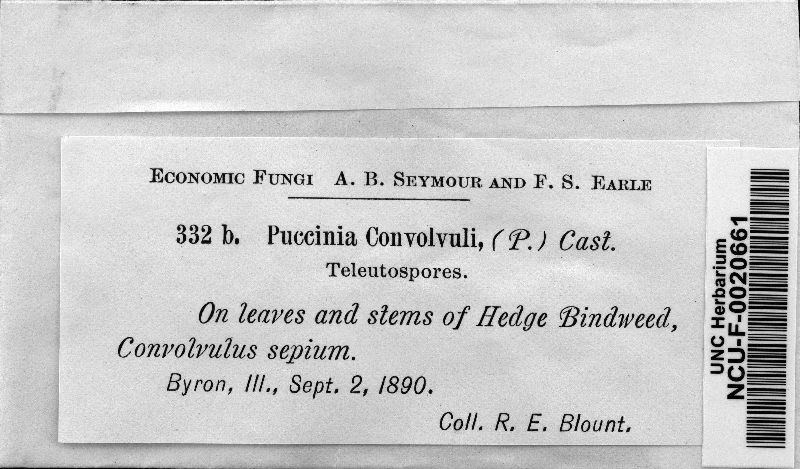 Economic Fungi A. B. Seymour and F. S. Earle
332 b. Puccinia Convolvuli, (P.) Cast.
Teleutospores.
On leaves and stems of Hedge Bindweed,
Convolvulus sepium.
Byron, Ill., Sept. 2, 1890.
Coll. R. E. Blount.
UNC Herbarium
NCU-F-0020661